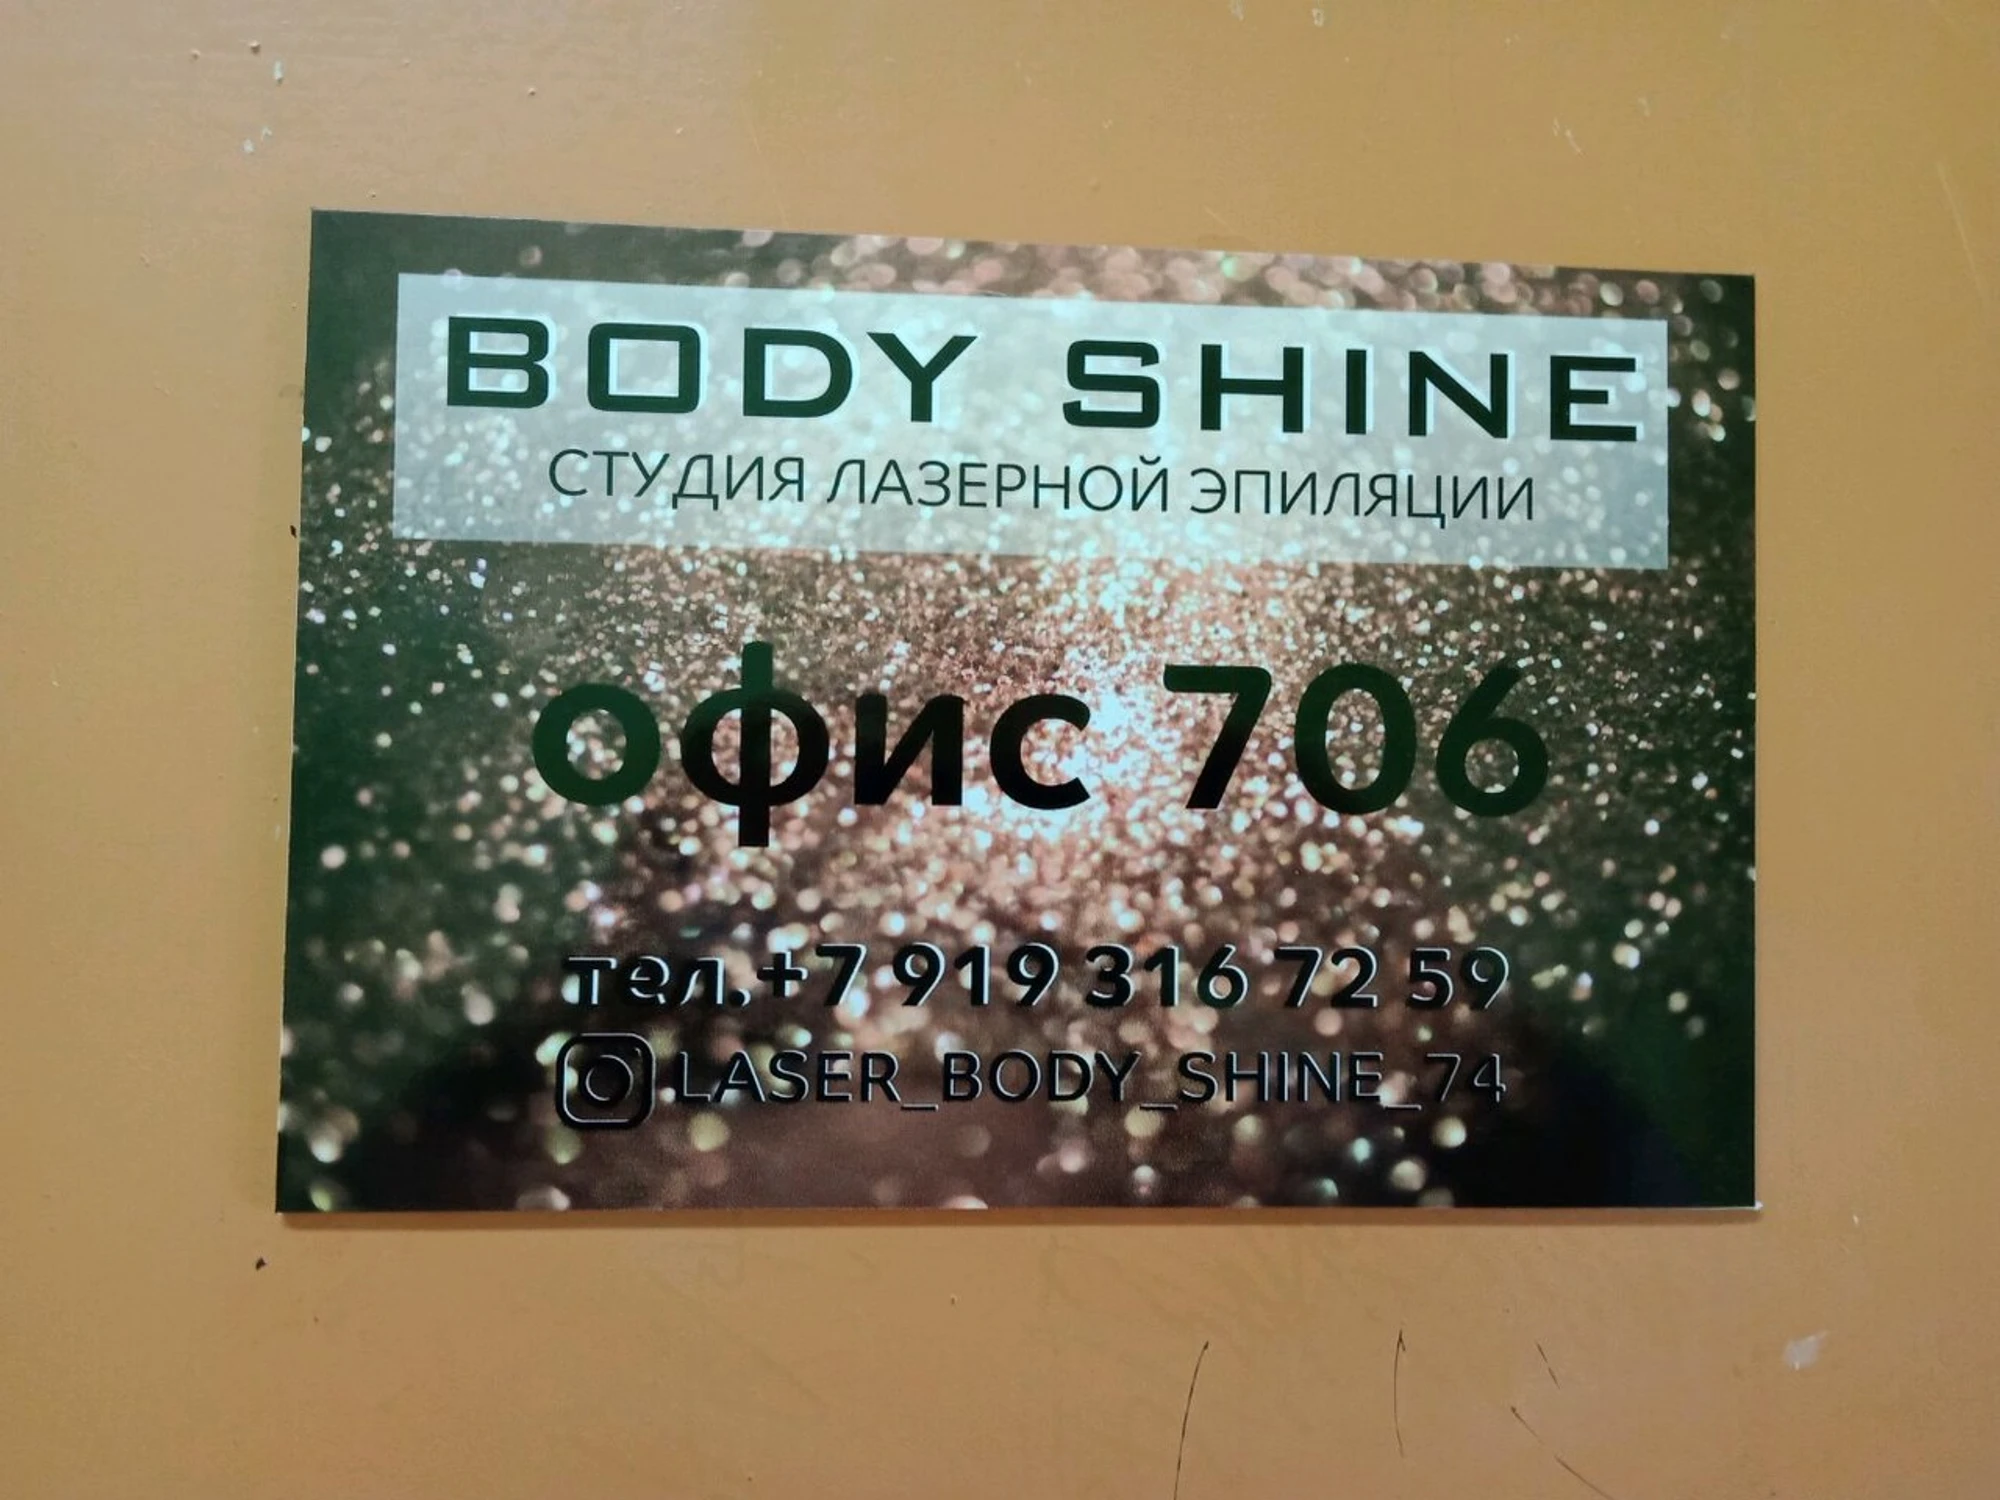 BODY SHINE
СТУДИЯ ЛАЗЕРНОЙ ЭПИЛЯЦИИ
офис 706
тел.+7 919 316 72 59
LASER_BODY_SHINE_74